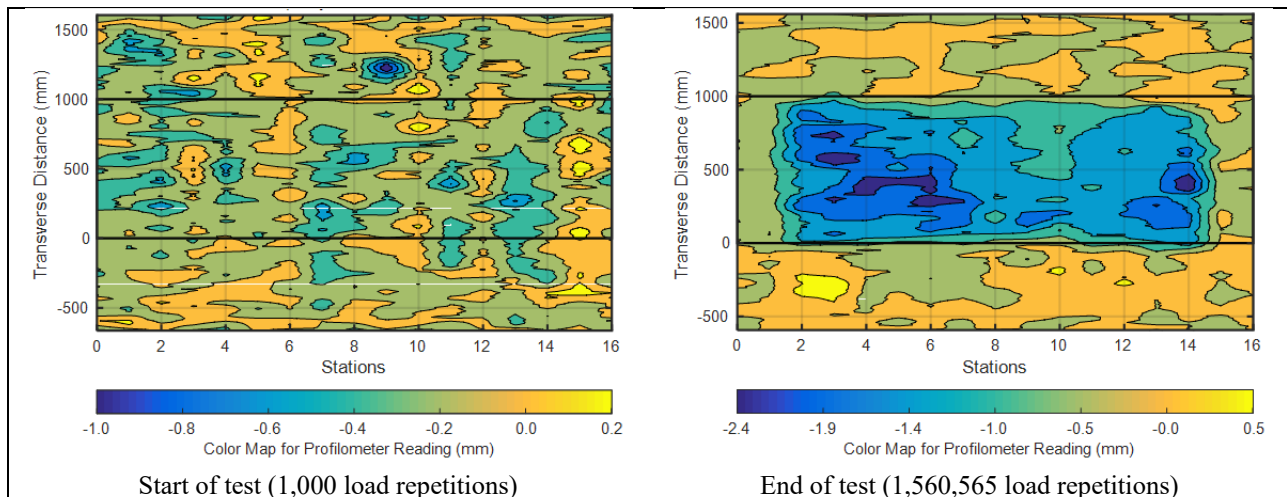 1500
1000
500
0
-500
Transverse Distance (mm)
0 2 4 6 8 10 12 14 16
Stations
-1.0 -0.8 -0.6 -0.4 -0.2 0.0 0.2
Color Map for Profilometer Reading (mm)
Start of test (1,000 load repetitions)
1500
1000
500
0
-500
Transverse Distance (mm)
0 2 4 6 8 10 12 14 16
Stations
-2.4 -1.9 -1.4 -1.0 -0.5 -0.0 0.5
Color Map for Profilometer Reading (mm)
End of test (1,560,565 load repetitions)